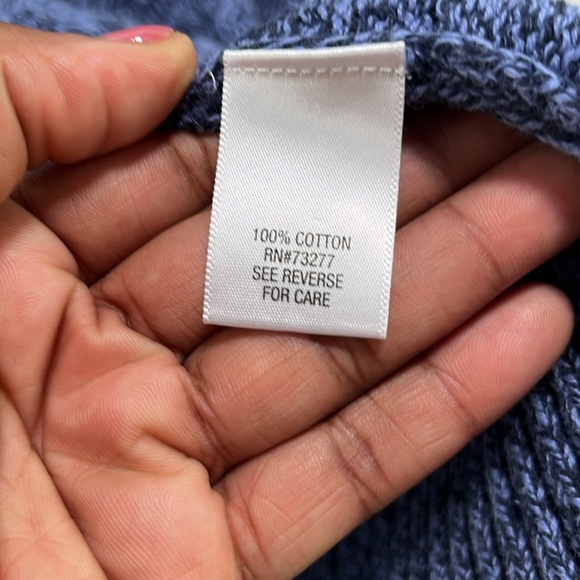 100% COTTON
RN#73277
SEE REVERSE
FOR CARE